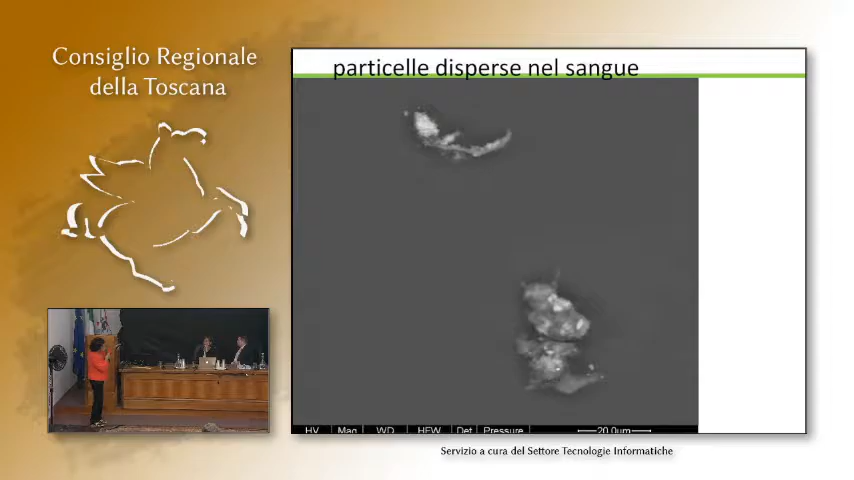 Consiglio Regionale
della Toscana
particelle disperse nel sangue
HV Mag WD HFW Det Pressure 20.0µm
Servizio a cura del Settore Tecnologie Informatiche